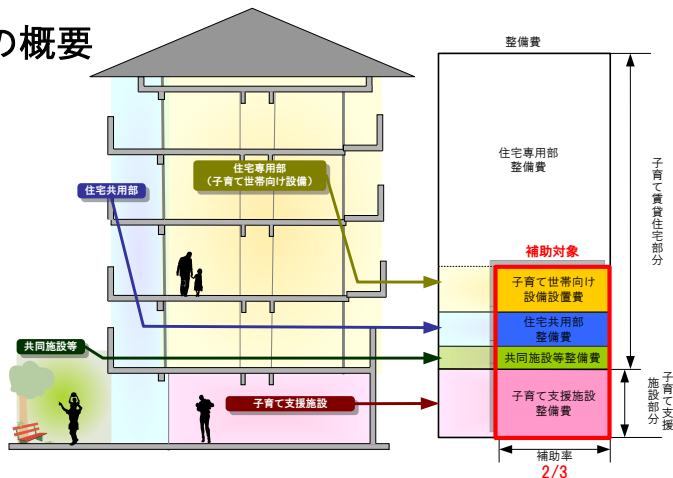 の概要
整備費
住宅専用部
整備費
住宅専用部
（子育て世帯向け設備）
住宅共用部
子育て賃貸住宅部分
補助対象
子育て世帯向け
設備設置費
住宅共用部
整備費
共同施設等
共同施設等整備費
子育て支援施設
子育て支援施設
整備費
子育て支援
施設部分
補助率
2/3